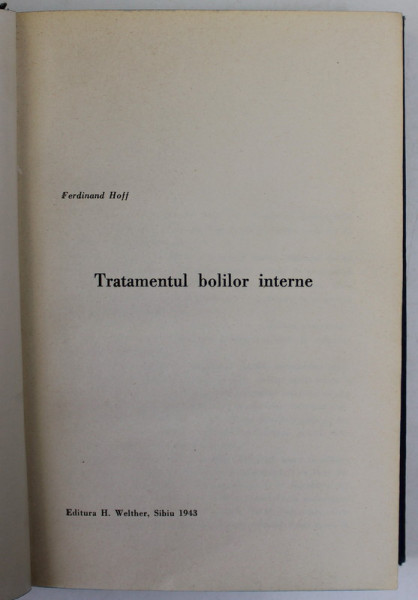 Ferdinand Hoff
Tratamentul bolilor interne
Editura H. Welther, Sibiu 1943